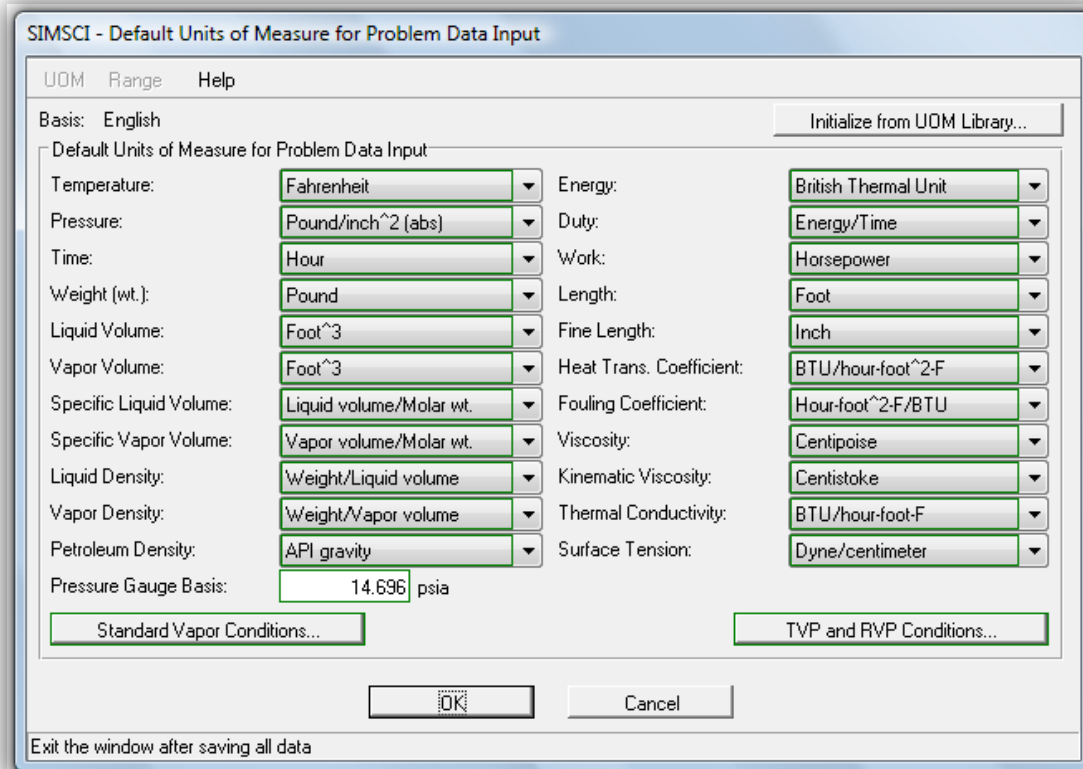 SIMSCI - Default Units of Measure for Problem Data Input
UOM Range Help
Basis: English
Initialize from UOM Library...
Default Units of Measure for Problem Data Input
Temperature: Fahrenheit Energy: British Thermal Unit
Pressure: Pound/inch^2 (abs) Duty: Energy/Time
Time: Hour Work: Horsepower
Weight (wt.): Pound Length: Foot
Liquid Volume: Foot^3 Fine Length: Inch
Vapor Volume: Foot^3 Heat Trans. Coefficient: BTU/hour-foot^2-F
Specific Liquid Volume: Liquid volume/Molar wt. Fouling Coefficient: Hour-foot^2-F/BTU
Specific Vapor Volume: Vapor volume/Molar wt. Viscosity: Centipoise
Liquid Density: Weight/Liquid volume Kinematic Viscosity: Centistoke
Vapor Density: Weight/Vapor volume Thermal Conductivity: BTU/hour-foot-F
Petroleum Density: API gravity Surface Tension: Dyne/centimeter
Pressure Gauge Basis: 14.696 psia
Standard Vapor Conditions... TVP and RVP Conditions...
OK Cancel
Exit the window after saving all data